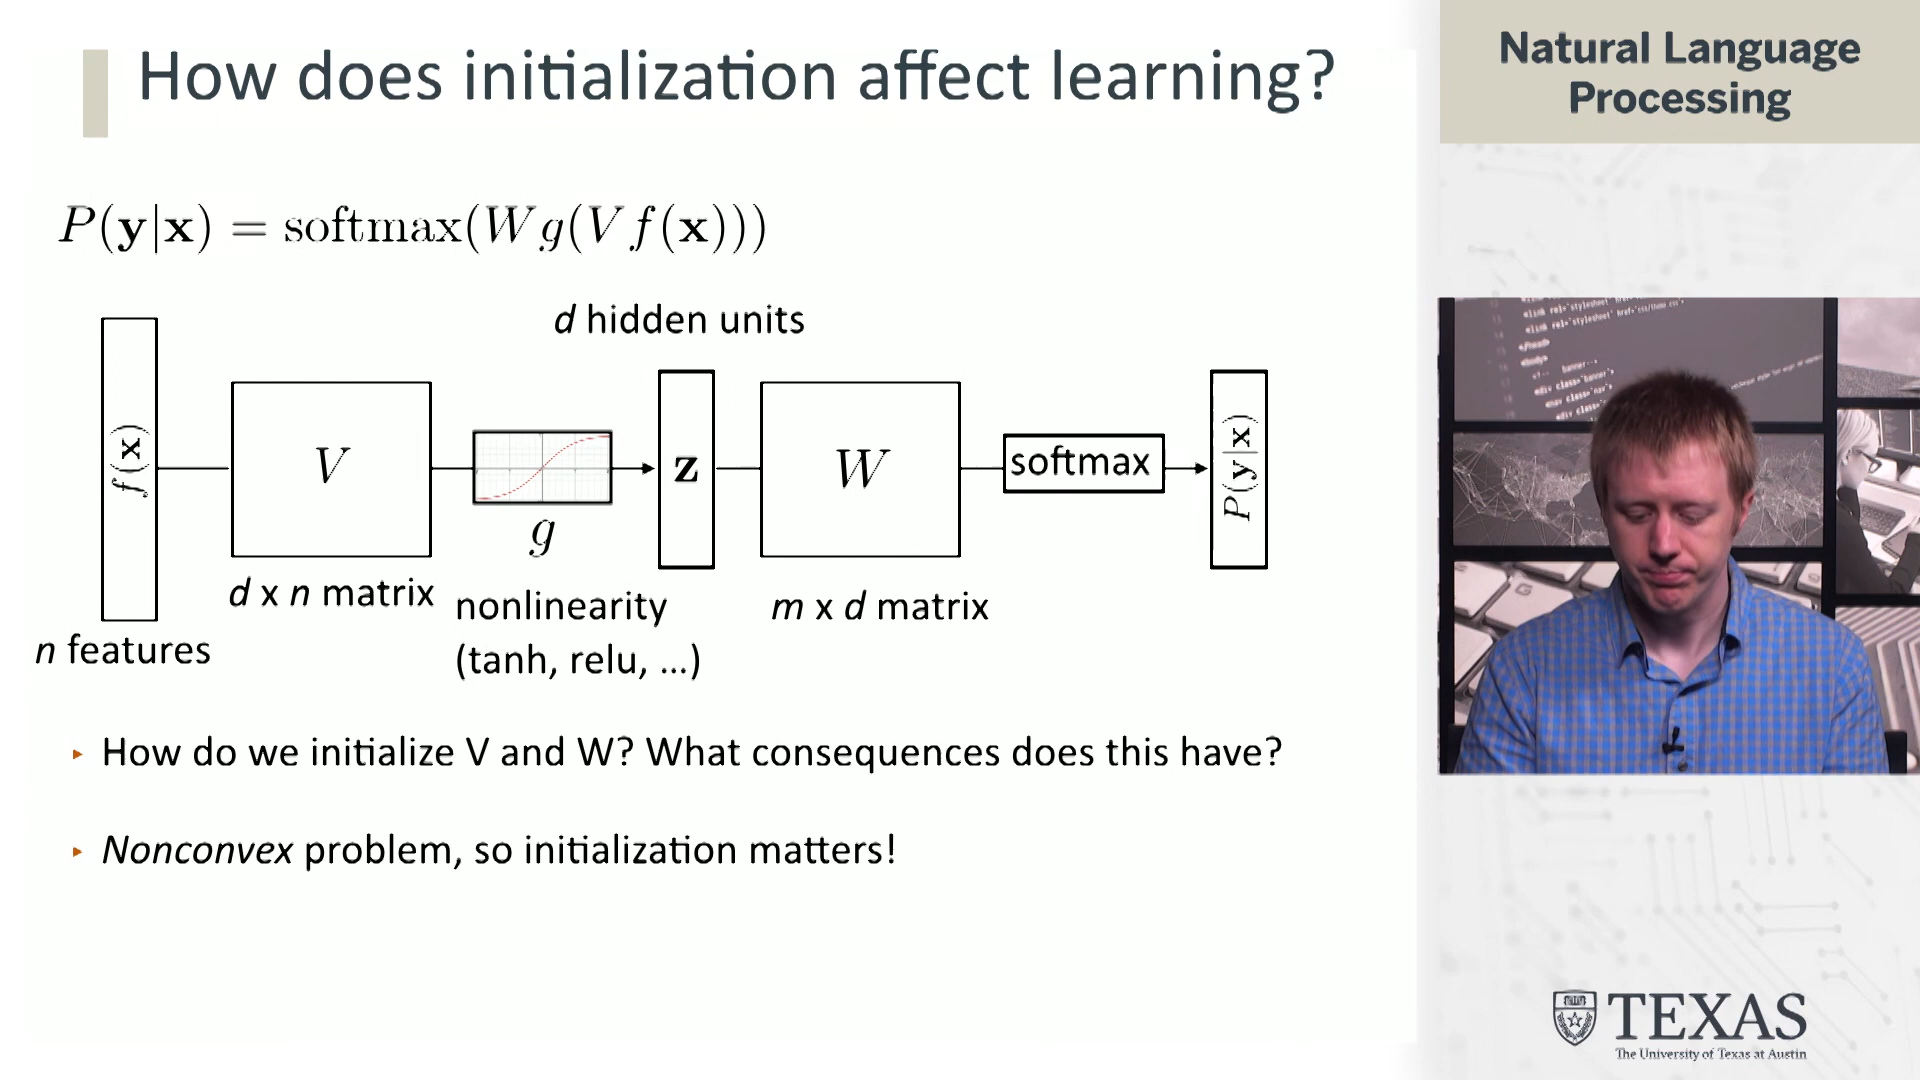 How does initialization affect learning?
Natural Language
Processing
P(y|x) = softmax(Wg(Vf(x)))
d hidden units
f(x)
V
g
z
W
softmax
P(y|x)
d x n matrix
nonlinearity
(tanh, relu, ...)
m x d matrix
n features
▸ How do we initialize V and W? What consequences does this have?
▸ Nonconvex problem, so initialization matters!
TEXAS
The University of Texas at Austin